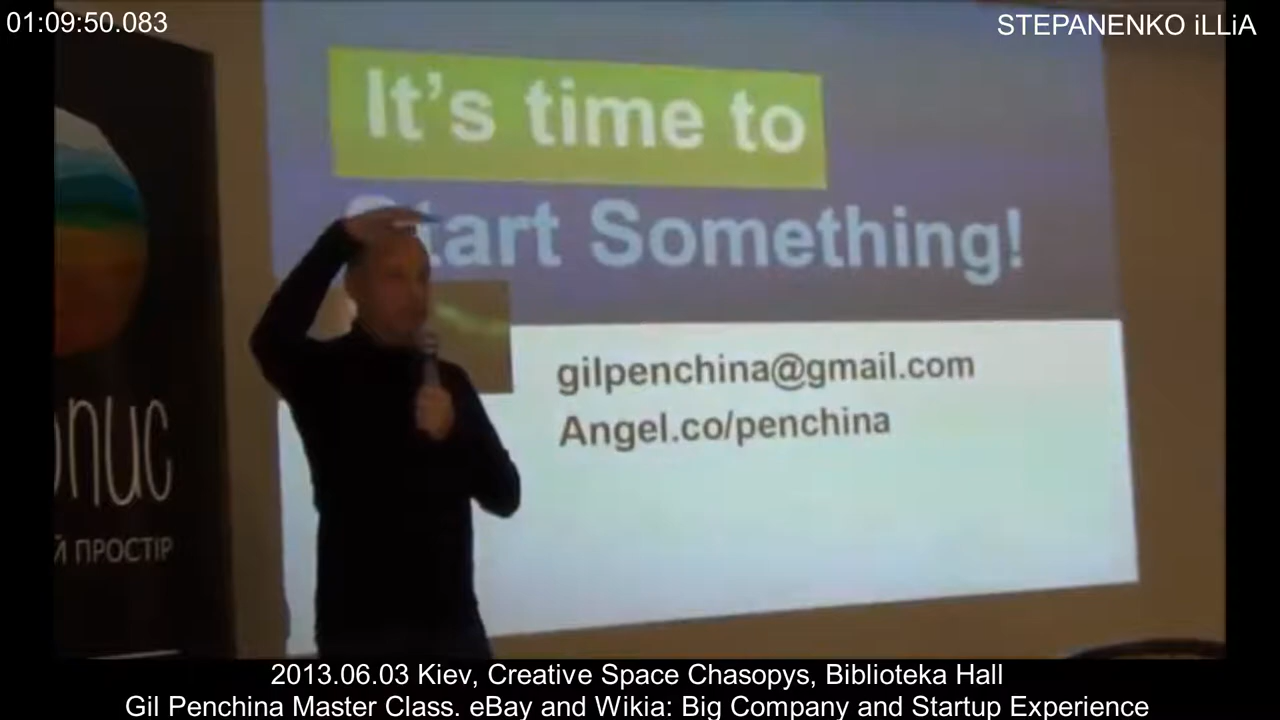 01:09:50.083
STEPANENKO iLLiA
It's time to
Start Something!
gilpenchina@gmail.com
Angel.co/penchina
ПРОСТІР
2013.06.03 Kiev, Creative Space Chasopys, Biblioteka Hall
Gil Penchina Master Class. eBay and Wikia: Big Company and Startup Experience